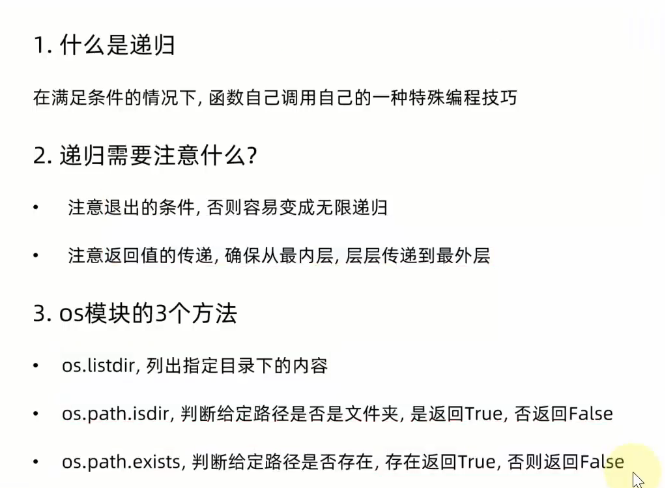 1. 什么是递归
在满足条件的情况下, 函数自己调用自己的一种特殊编程技巧
2. 递归需要注意什么?
• 注意退出的条件, 否则容易变成无限递归
• 注意返回值的传递, 确保从最内层, 层层传递到最外层
3. os模块的3个方法
• os.listdir, 列出指定目录下的内容
• os.path.isdir, 判断给定路径是否是文件夹, 是返回True, 否返回False
• os.path.exists, 判断给定路径是否存在, 存在返回True, 否则返回False